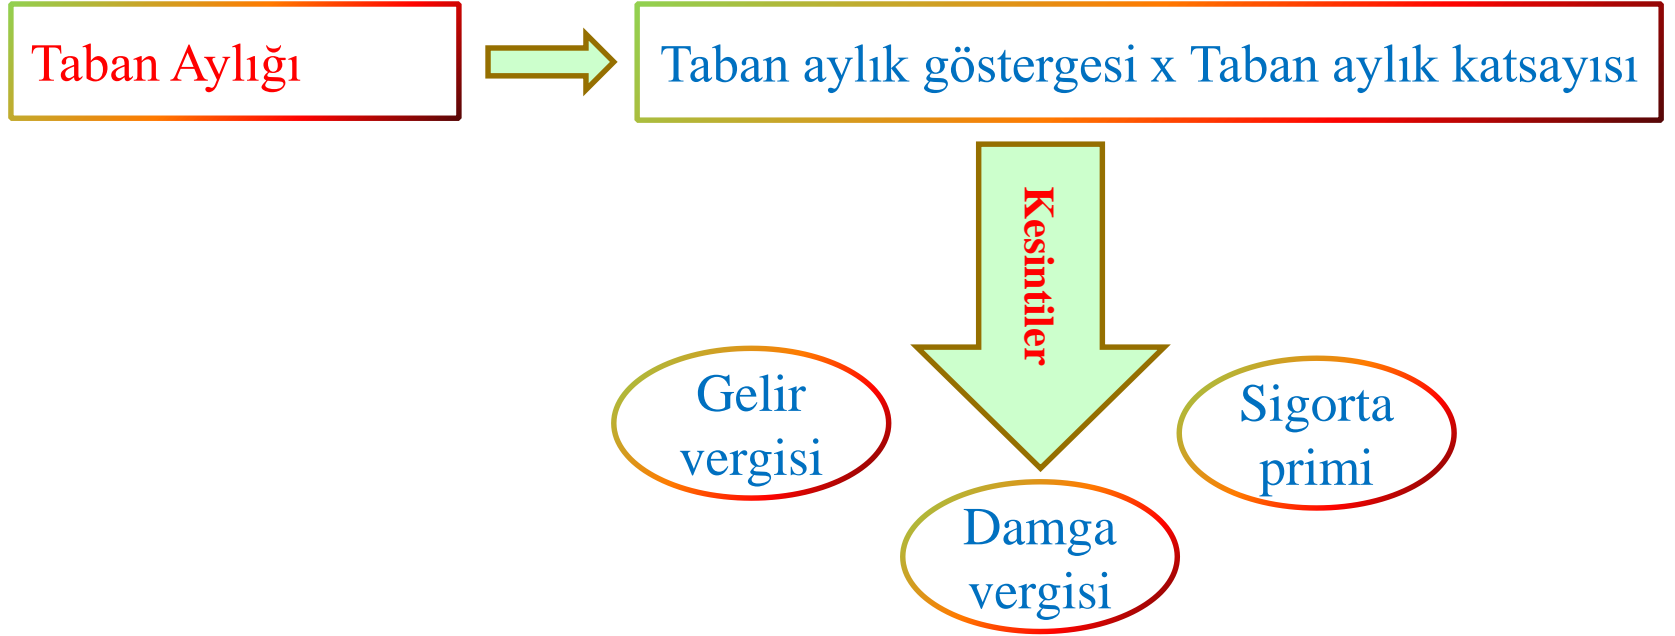 Taban Aylığı
Taban aylık göstergesi x Taban aylık katsayısı
Kesintiler
Gelir
vergisi
Damga
vergisi
Sigorta
primi